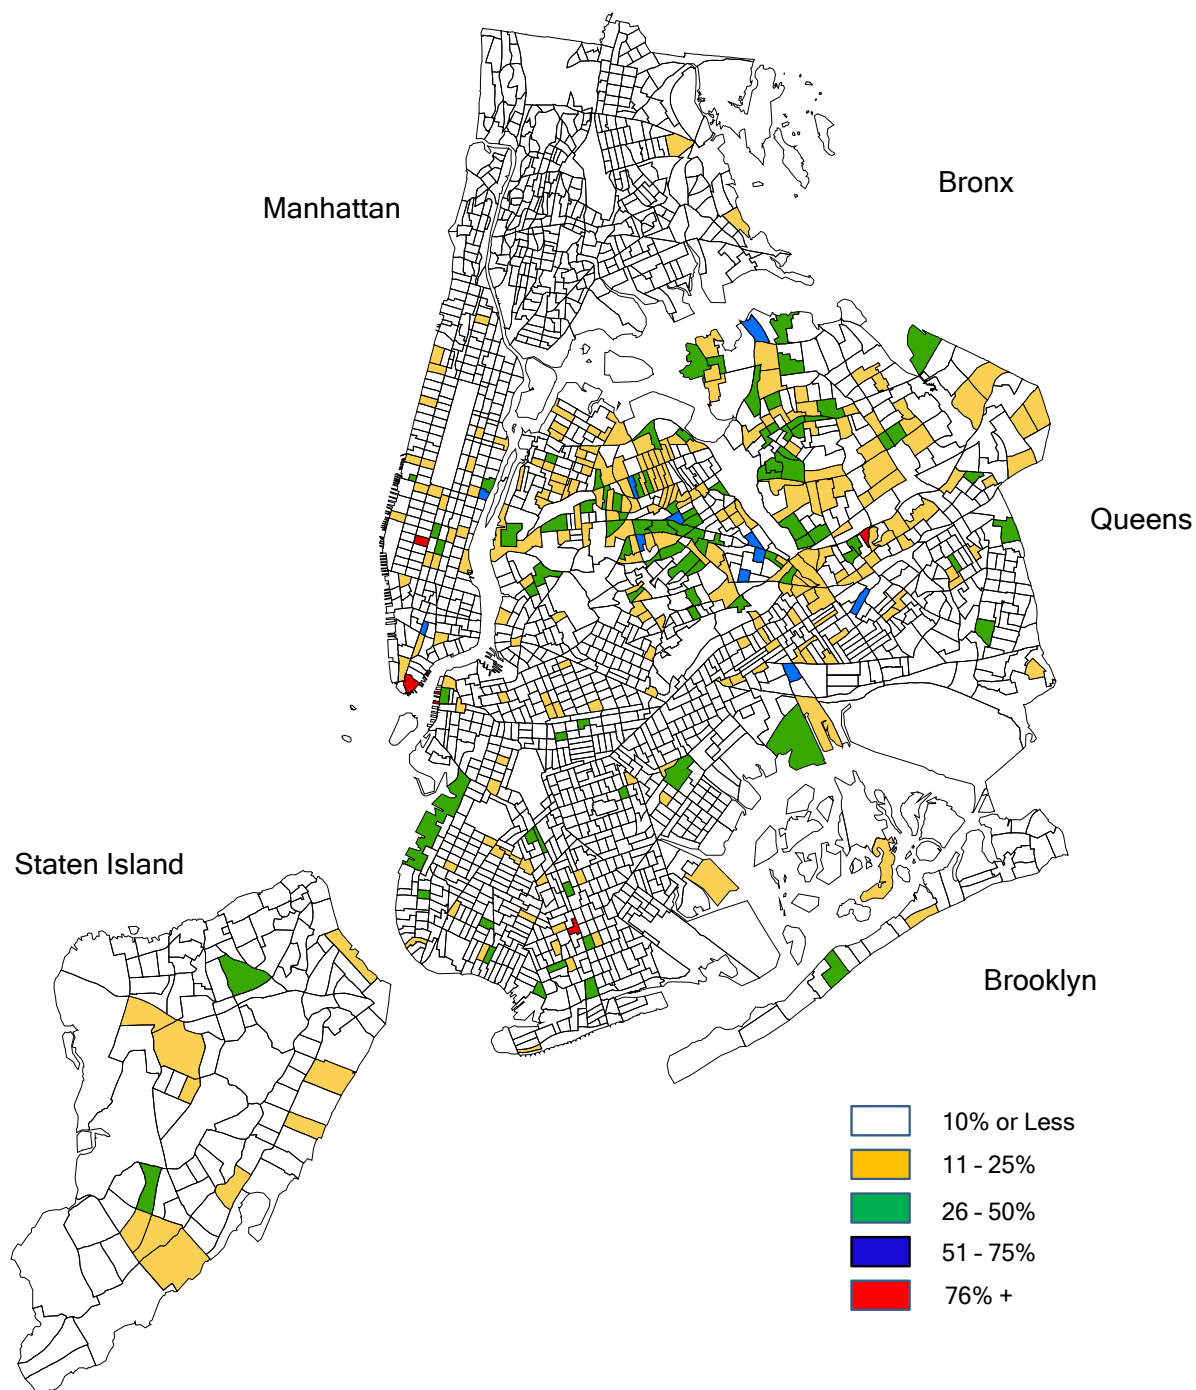 Bronx
Manhattan
Queens
Staten Island
Brooklyn
10% or Less
11 - 25%
26 - 50%
51 - 75%
76% +